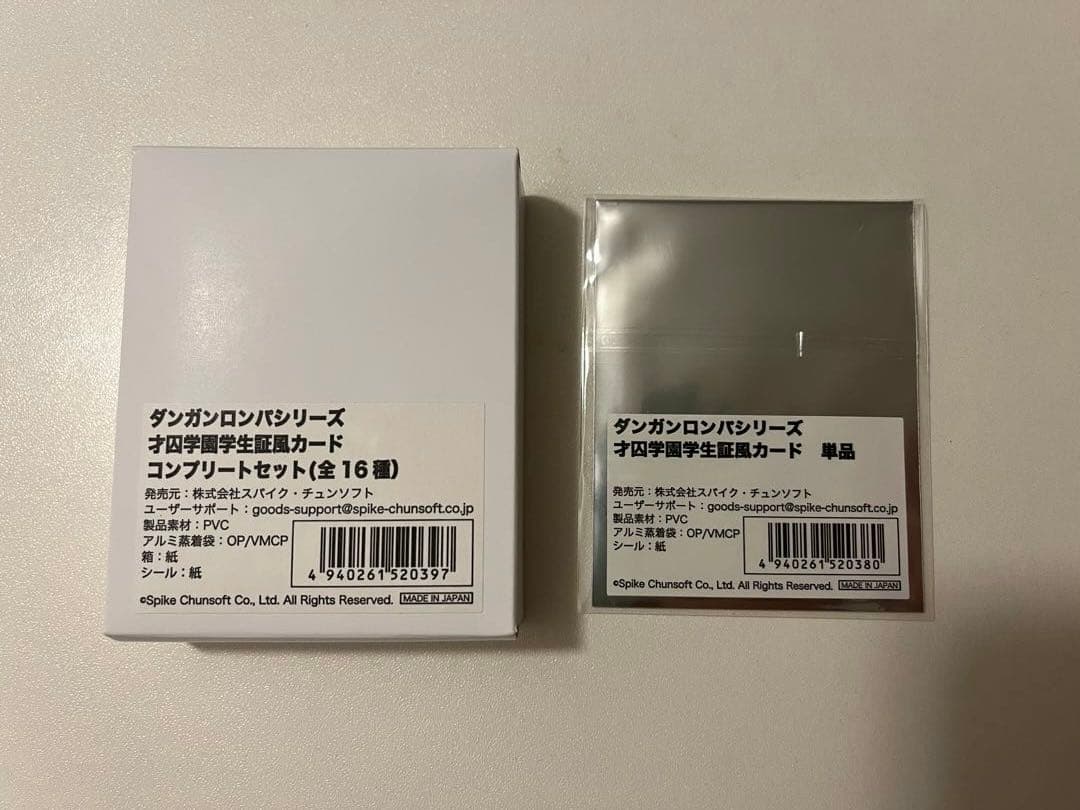 ダンガンロンパシリーズ
才囚学園学生証風カード
コンプリートセット(全16種)
発売元：株式会社スパイク・チュンソフト
ユーザーサポート：goods-support@spike-chunsoft.co.jp
製品素材：PVC
アルミ蒸着袋：OP/VMCP
箱：紙
シール：紙
4 940261 520397
©Spike Chunsoft Co., Ltd. All Rights Reserved. MADE IN JAPAN
ダンガンロンパシリーズ
才囚学園学生証風カード 単品
発売元：株式会社スパイク・チュンソフト
ユーザーサポート：goods-support@spike-chunsoft.co.jp
製品素材：PVC
アルミ蒸着袋：OP/VMCP
シール：紙
4 940261 520380
©Spike Chunsoft Co., Ltd. All Rights Reserved. MADE IN JAPAN